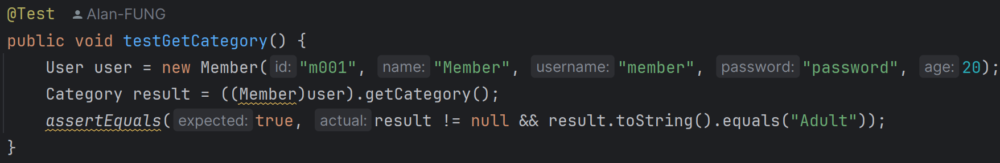 @Test Alan-FUNG
public void testGetCategory() {
User user = new Member( id: "m001", name: "Member", username: "member", password: "password", age: 20);
Category result = ((Member)user).getCategory();
assertEquals( expected: true, actual: result != null && result.toString().equals("Adult"));
}